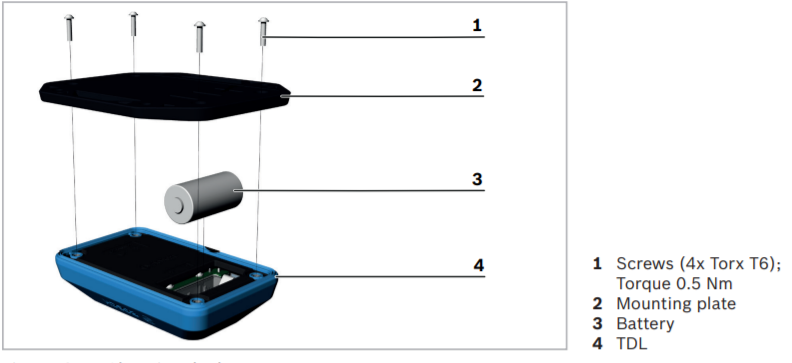 1
2
3
4
1 Screws (4x Torx T6);
Torque 0.5 Nm
2 Mounting plate
3 Battery
4 TDL